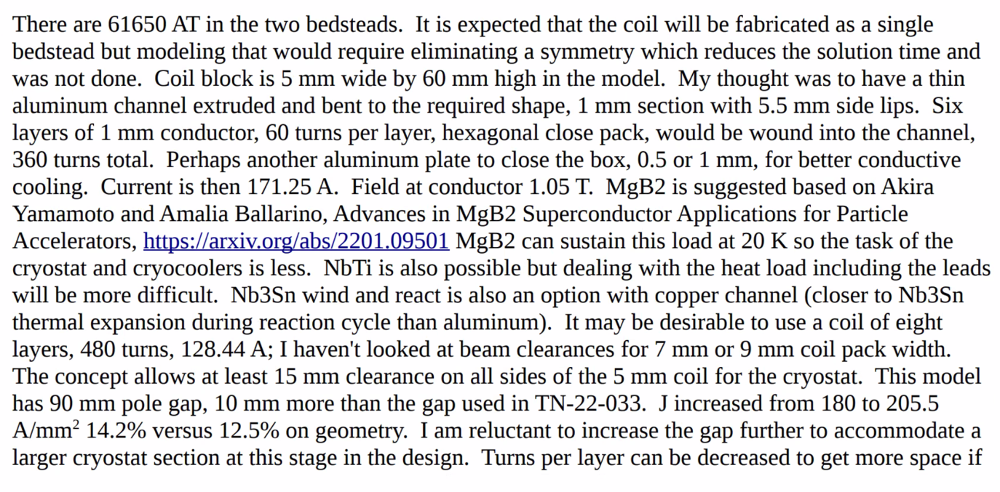 There are 61650 AT in the two bedsteads.  It is expected that the coil will be fabricated as a single
bedstead but modeling that would require eliminating a symmetry which reduces the solution time and
was not done.  Coil block is 5 mm wide by 60 mm high in the model.  My thought was to have a thin
aluminum channel extruded and bent to the required shape, 1 mm section with 5.5 mm side lips.  Six
layers of 1 mm conductor, 60 turns per layer, hexagonal close pack, would be wound into the channel,
360 turns total.  Perhaps another aluminum plate to close the box, 0.5 or 1 mm, for better conductive
cooling.  Current is then 171.25 A.  Field at conductor 1.05 T.  MgB2 is suggested based on Akira
Yamamoto and Amalia Ballarino, Advances in MgB2 Superconductor Applications for Particle
Accelerators, https://arxiv.org/abs/2201.09501 MgB2 can sustain this load at 20 K so the task of the
cryostat and cryocoolers is less.  NbTi is also possible but dealing with the heat load including the leads
will be more difficult.  Nb3Sn wind and react is also an option with copper channel (closer to Nb3Sn
thermal expansion during reaction cycle than aluminum).  It may be desirable to use a coil of eight
layers, 480 turns, 128.44 A; I haven't looked at beam clearances for 7 mm or 9 mm coil pack width.
The concept allows at least 15 mm clearance on all sides of the 5 mm coil for the cryostat.  This model
has 90 mm pole gap, 10 mm more than the gap used in TN-22-033.  J increased from 180 to 205.5
A/mm² 14.2% versus 12.5% on geometry.  I am reluctant to increase the gap further to accommodate a
larger cryostat section at this stage in the design.  Turns per layer can be decreased to get more space if